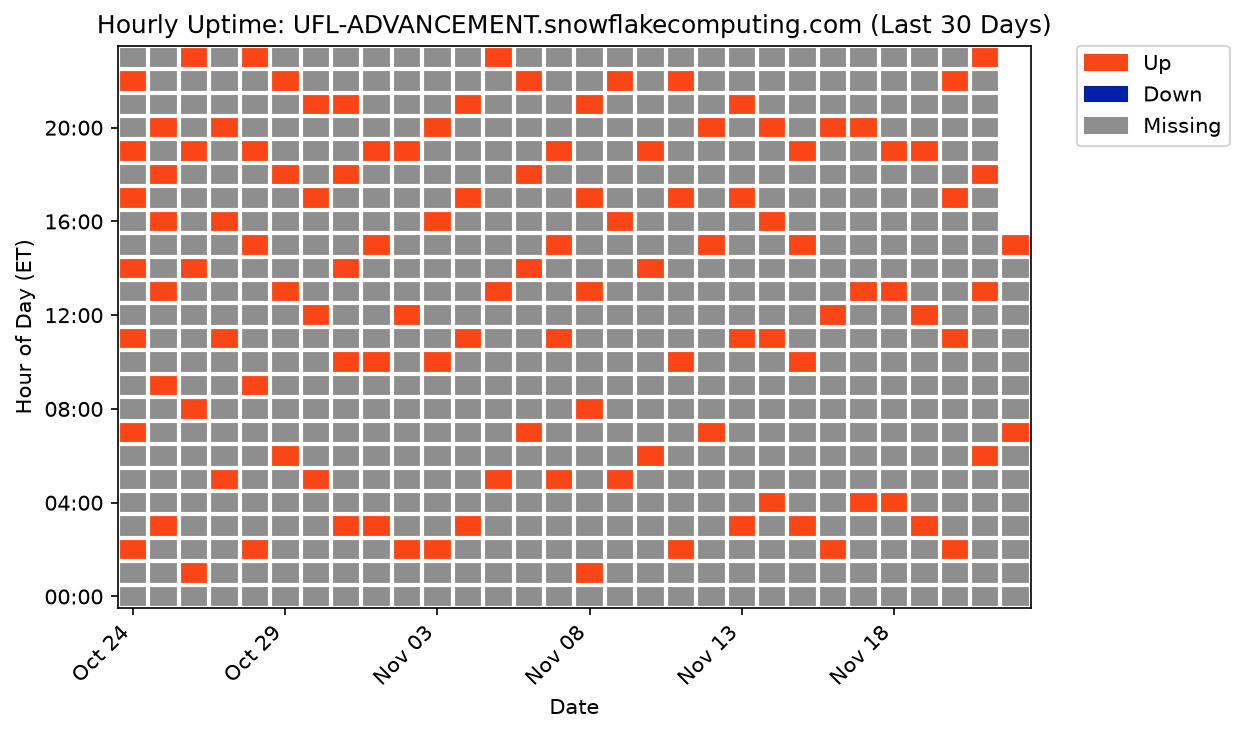 Hourly Uptime: UFL-ADVANCEMENT.snowflakecomputing.com (Last 30 Days)
Up
Down
Missing
20:00
16:00
12:00
08:00
04:00
00:00
Hour of Day (ET)
Oct 24
Oct 29
Nov 03
Nov 08
Nov 13
Nov 18
Date